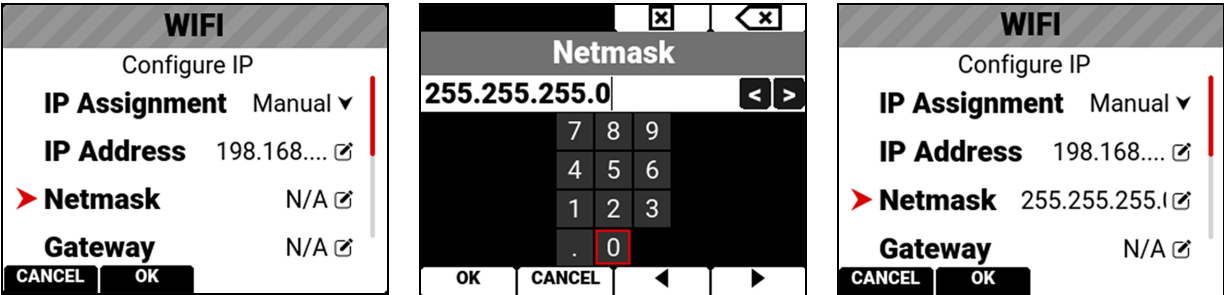 WIFI
Configure IP
IP Assignment Manual
IP Address 198.168....
Netmask N/A
Gateway N/A
CANCEL OK
Netmask
255.255.255.0
< >
7 8 9
4 5 6
1 2 3
. 0
OK CANCEL
WIFI
Configure IP
IP Assignment Manual
IP Address 198.168....
Netmask 255.255.255.
Gateway N/A
CANCEL OK